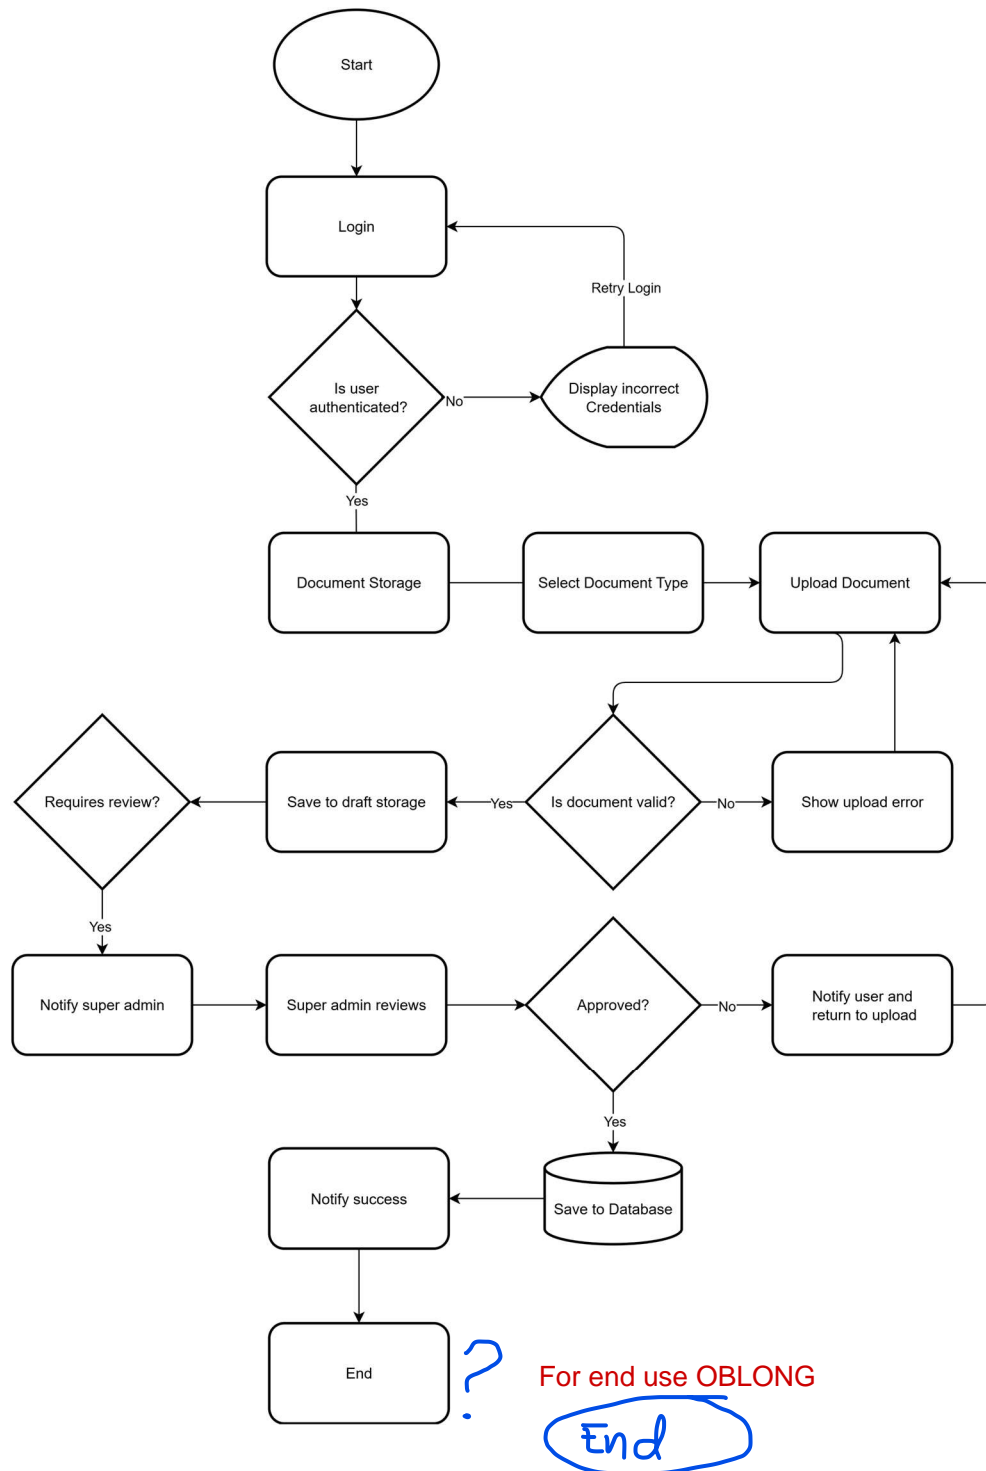 Start
Login
Retry Login
Is user
authenticated?
No
Display incorrect
Credentials
Yes
Document Storage
Select Document Type
Upload Document
Requires review?
Save to draft storage
Yes
Is document valid?
No
Show upload error
Yes
Notify super admin
Super admin reviews
Approved?
No
Notify user and
return to upload
Yes
Notify success
Save to Database
End
?
For end use OBLONG
End